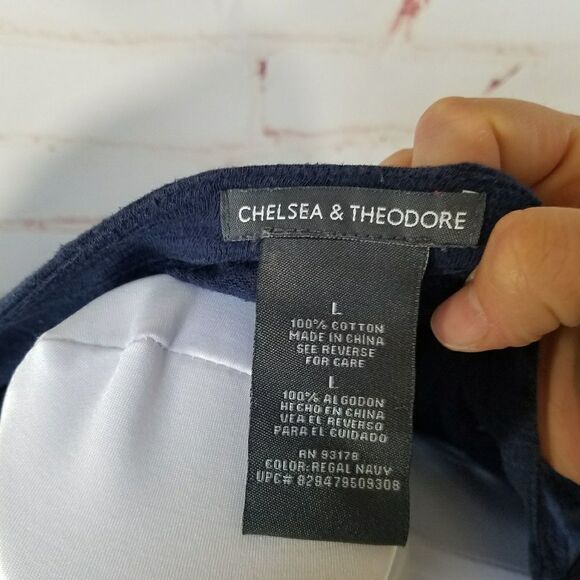 CHELSEA & THEODORE
L
100% COTTON
MADE IN CHINA
SEE REVERSE
FOR CARE
L
100% ALGODON
HECHO EN CHINA
VEA EL REVERSO
PARA EL CUIDADO
RN 93178
COLOR: REGAL NAVY
UPC# 829479509308